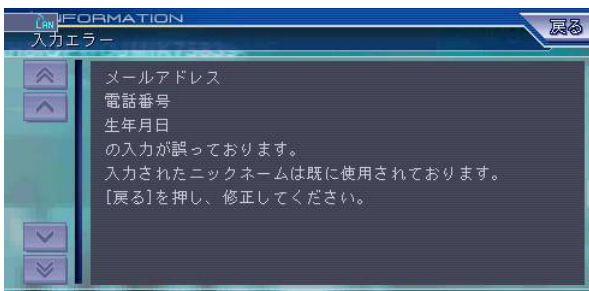 LAN
INFORMATION
戻る
入力エラー
メールアドレス
電話番号
生年月日
の入力が誤っております。
入力されたニックネームは既に使用されております。
[戻る]を押し、修正してください。